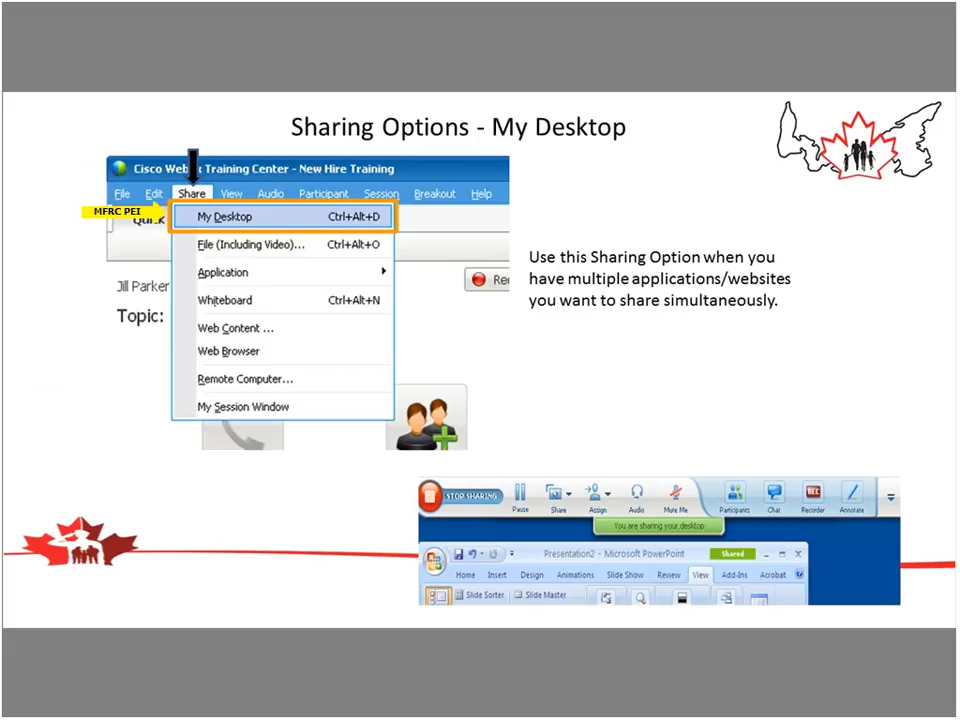 Sharing Options - My Desktop
Cisco Web x Training Center - New Hire Training
File Edit Share View Audio Participant Session Breakout Help
MFRC PEI
Quick
My Desktop Ctrl+Alt+D
File (Including Video)... Ctrl+Alt+O
Application
Whiteboard Ctrl+Alt+N
Web Content ...
Web Browser
Remote Computer...
My Session Window
Jill Parker
Topic:
Rec
Use this Sharing Option when you
have multiple applications/websites
you want to share simultaneously.
STOP SHARING
Pause Share Assign Audio Mute Me Participants Chat Recorder Annotate
REC
You are sharing your desktop
Presentation2 - Microsoft PowerPoint Shared
Home Insert Design Animations Slide Show Review View Add-Ins Acrobat
Slide Sorter Slide Master